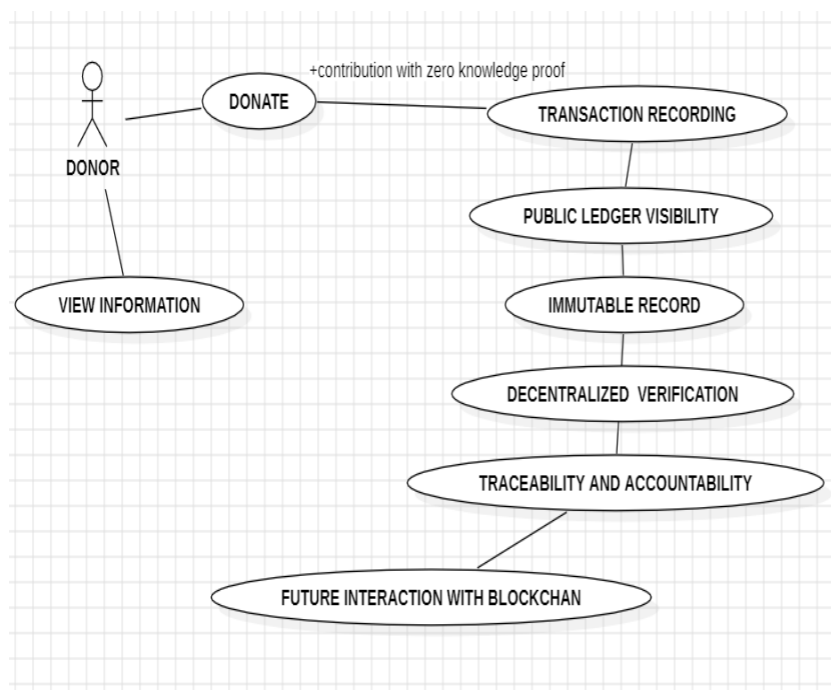 +contribution with zero knowledge proof
DONATE
TRANSACTION RECORDING
DONOR
PUBLIC LEDGER VISIBILITY
VIEW INFORMATION
IMMUTABLE RECORD
DECENTRALIZED VERIFICATION
TRACEABILITY AND ACCOUNTABILITY
FUTURE INTERACTION WITH BLOCKCHAN